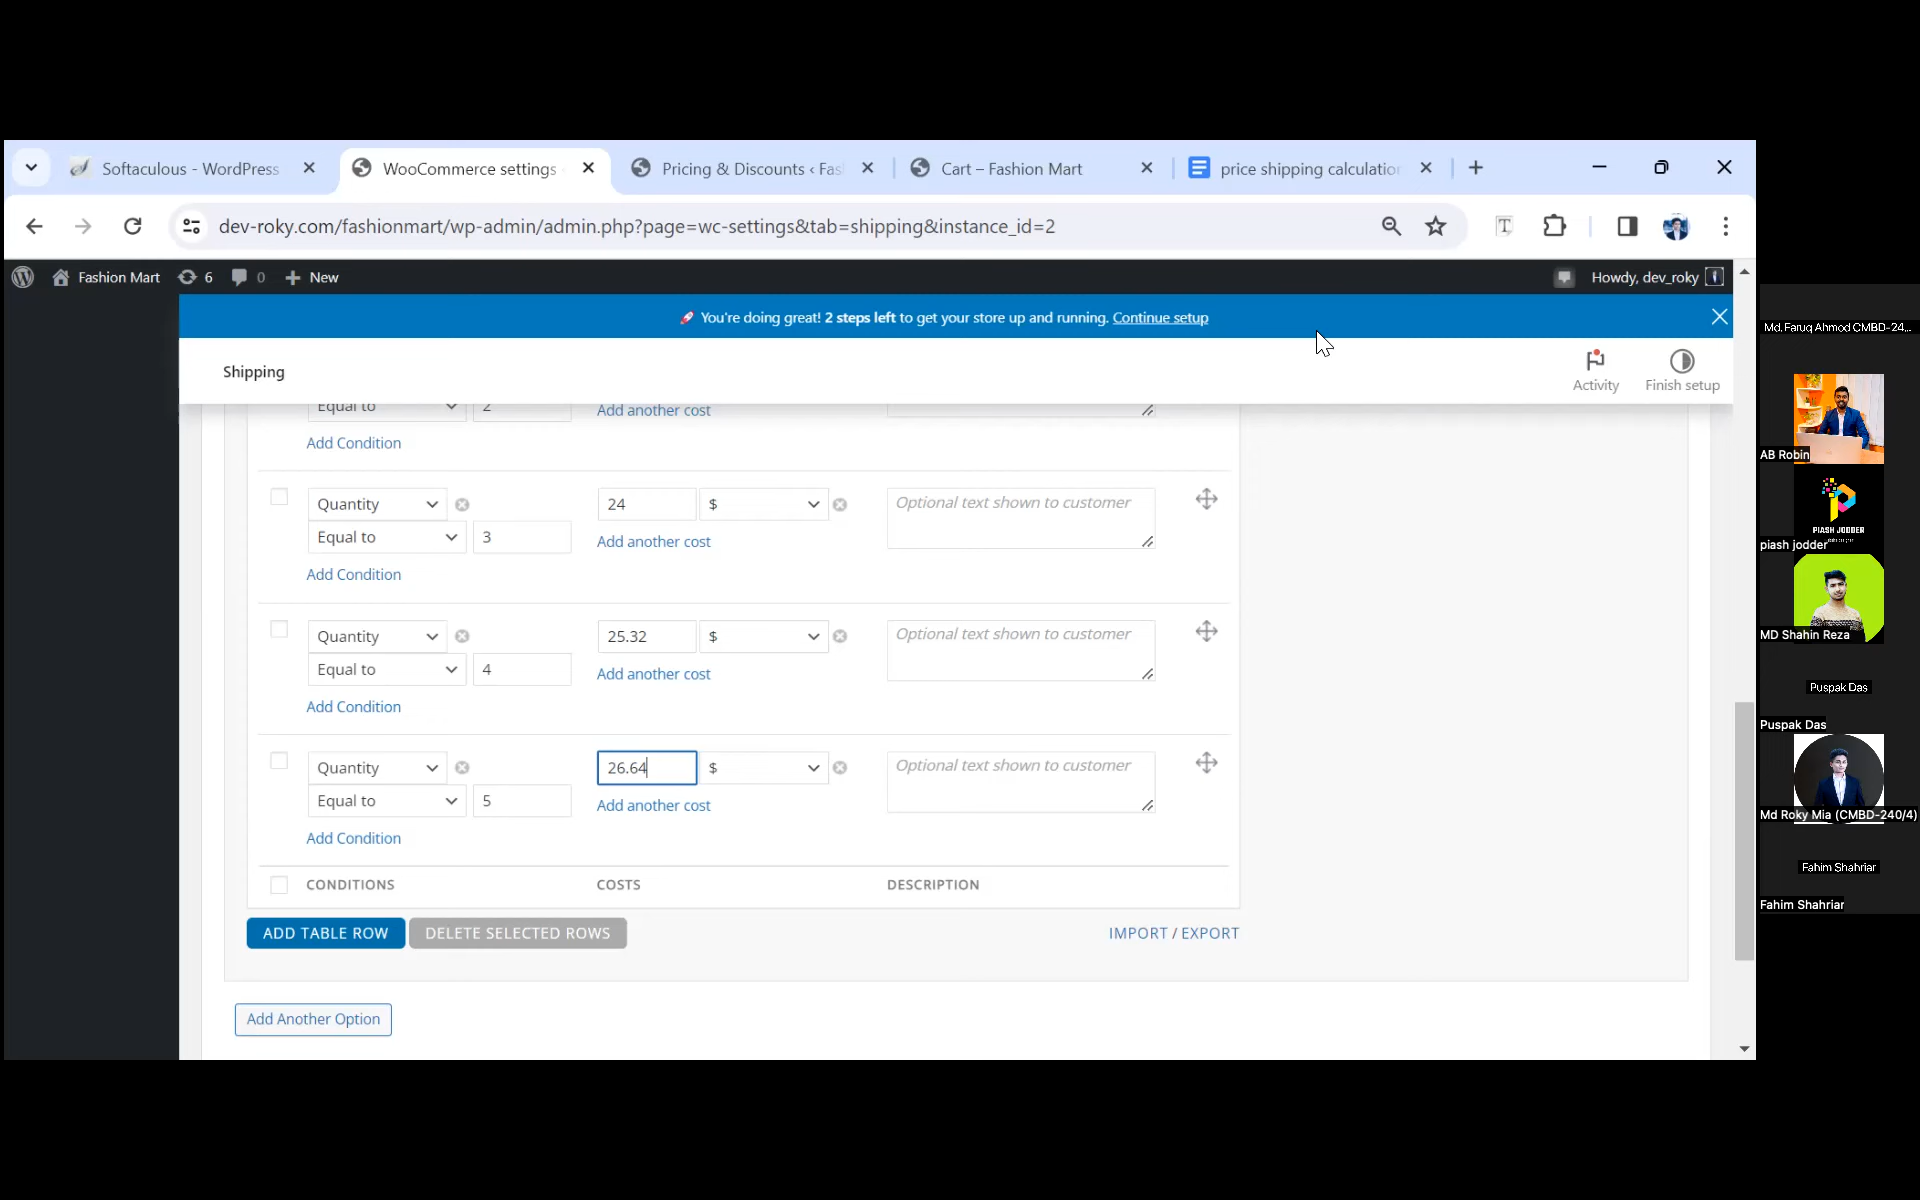 Softaculous - WordPress
WooCommerce settings
Pricing & Discounts ‹ Fas
Cart – Fashion Mart
price shipping calculation
dev-roky.com/fashionmart/wp-admin/admin.php?page=wc-settings&tab=shipping&instance_id=2
Fashion Mart 6 0 New
Howdy, dev_roky
You're doing great! 2 steps left to get your store up and running. Continue setup
Shipping
Activity
Finish setup
Equal to 2 Add another cost
Add Condition
Quantity 24 $ Optional text shown to customer
Equal to 3 Add another cost
Add Condition
Quantity 25.32 $ Optional text shown to customer
Equal to 4 Add another cost
Add Condition
Quantity 26.64 $ Optional text shown to customer
Equal to 5 Add another cost
Add Condition
CONDITIONS COSTS DESCRIPTION
ADD TABLE ROW DELETE SELECTED ROWS IMPORT / EXPORT
Add Another Option
Md. Faruq Ahmod CMBD-24...
AB Robin
PIASH JODDER
piash jodder
MD Shahin Reza
Puspak Das
Puspak Das
Md Roky Mia (CMBD-240/4)
Fahim Shahriar
Fahim Shahriar